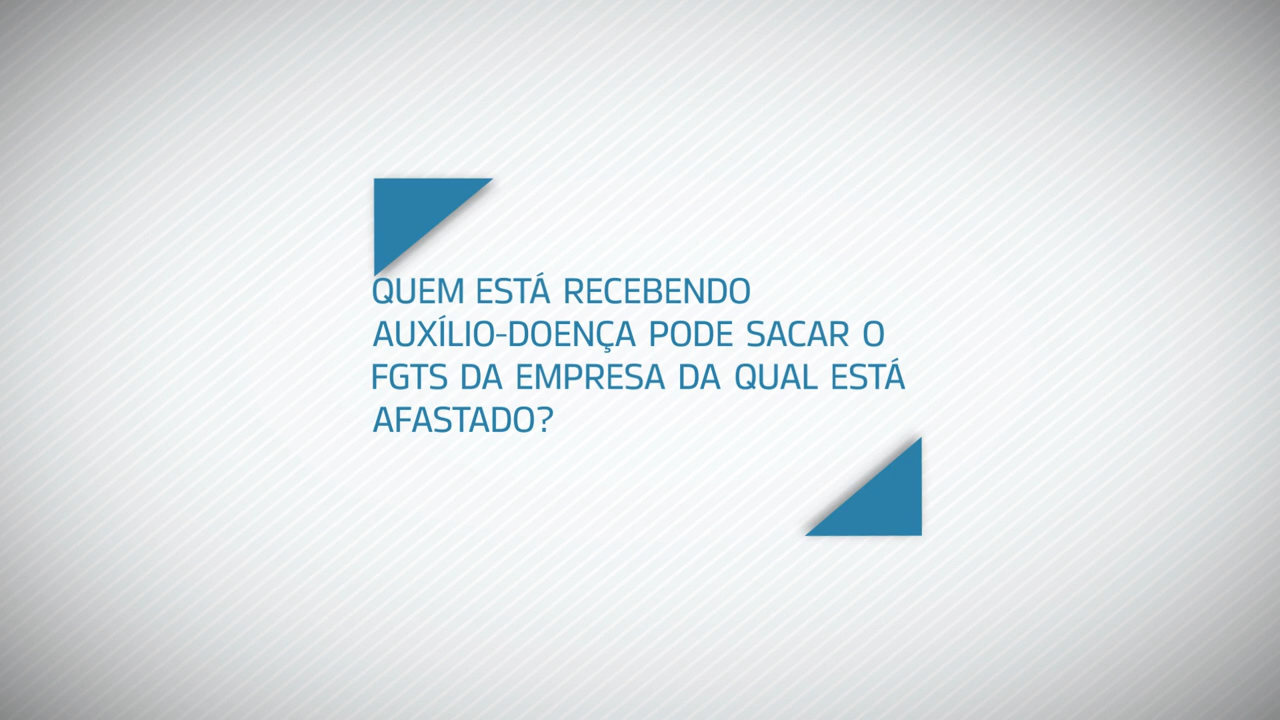 QUEM ESTÁ RECEBENDO
AUXÍLIO-DOENÇA PODE SACAR O
FGTS DA EMPRESA DA QUAL ESTÁ
AFASTADO?